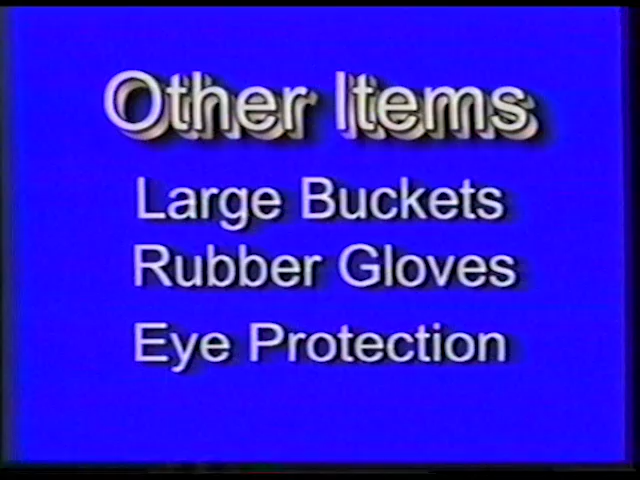 Other Items
Large Buckets
Rubber Gloves
Eye Protection